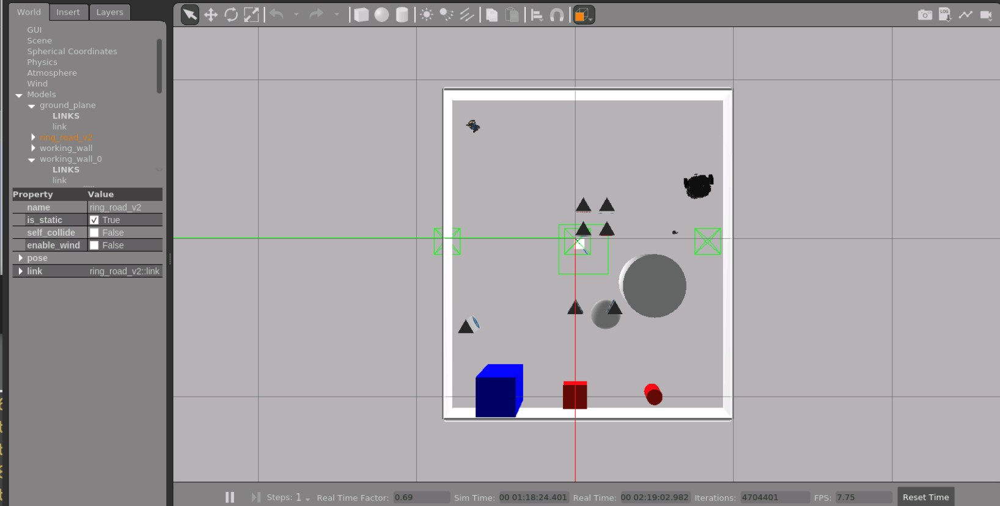 World Insert Layers
GUI
Scene
Spherical Coordinates
Physics
Atmosphere
Wind
Models
ground_plane
LINKS
link
ring_road_v2
working_wall
working_wall_0
LINKS
link
Property Value
name ring_road_v2
is_static True
self_collide False
enable_wind False
pose
link ring_road_v2::link
LOG
Steps: 1 Real Time Factor: 0.69 Sim Time: 00 01:18:24.401 Real Time: 00 02:19:02.982 Iterations: 4704401 FPS: 7.75 Reset Time